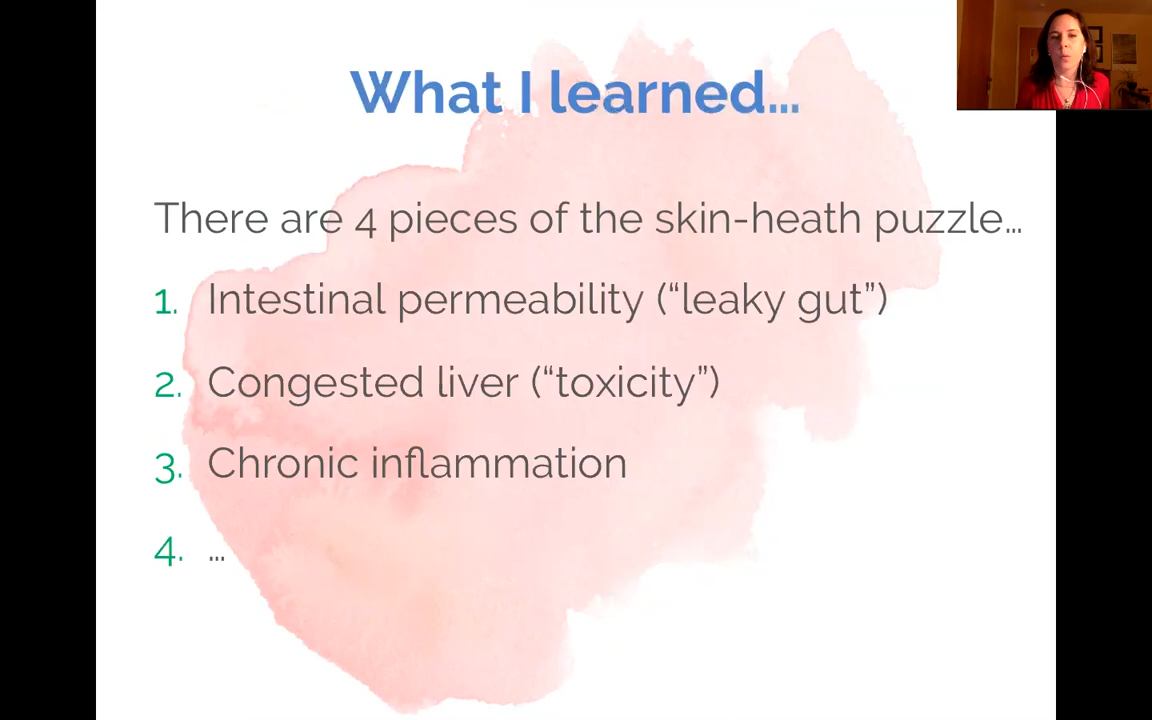 What I learned...
There are 4 pieces of the skin-heath puzzle...
1. Intestinal permeability (“leaky gut”)
2. Congested liver (“toxicity”)
3. Chronic inflammation
4. ...